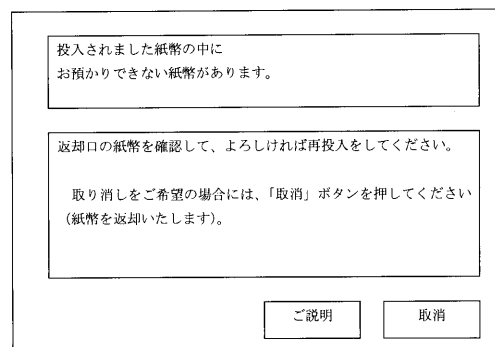 投入されました紙幣の中に
お預かりできない紙幣があります。
返却口の紙幣を確認して、よろしければ再投入をしてください。
取り消しをご希望の場合には、「取消」ボタンを押してください
（紙幣を返却いたします）。
ご説明
取消